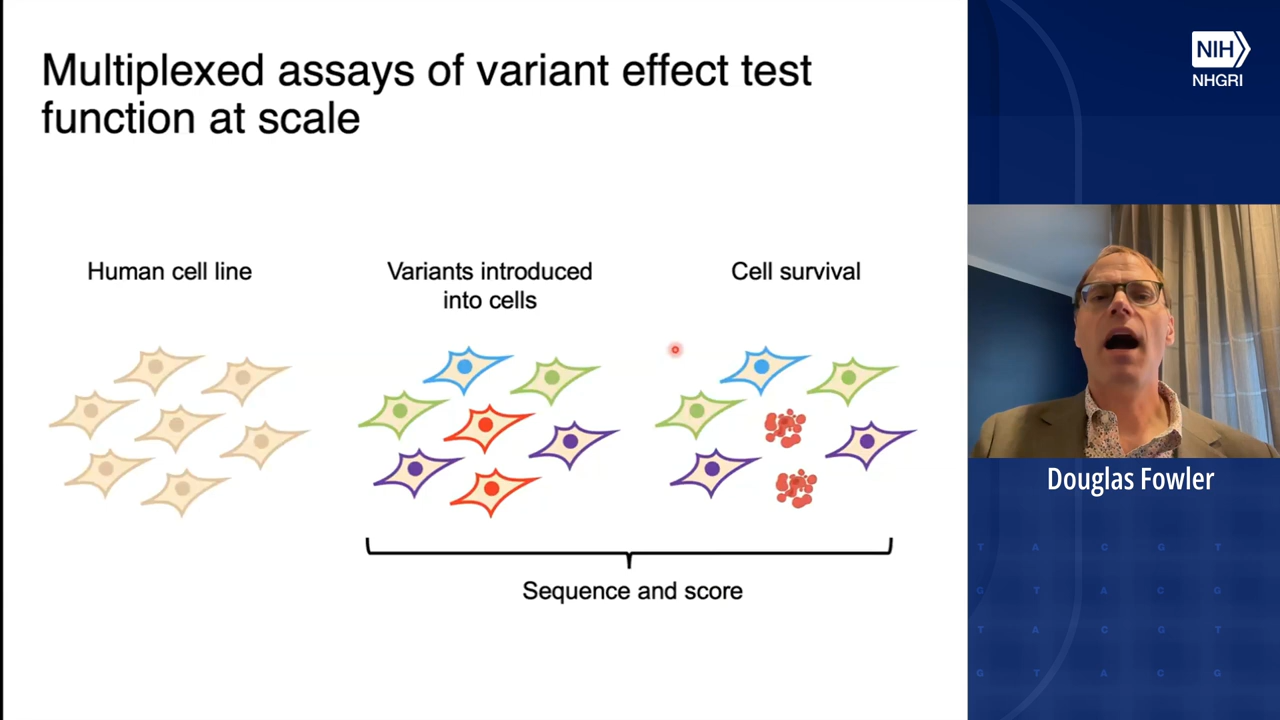 Multiplexed assays of variant effect test
function at scale
Human cell line
Variants introduced
into cells
Cell survival
Sequence and score
NIH
NHGRI
Douglas Fowler
T A C G T
G T A C G
T A C G T
G T A C G